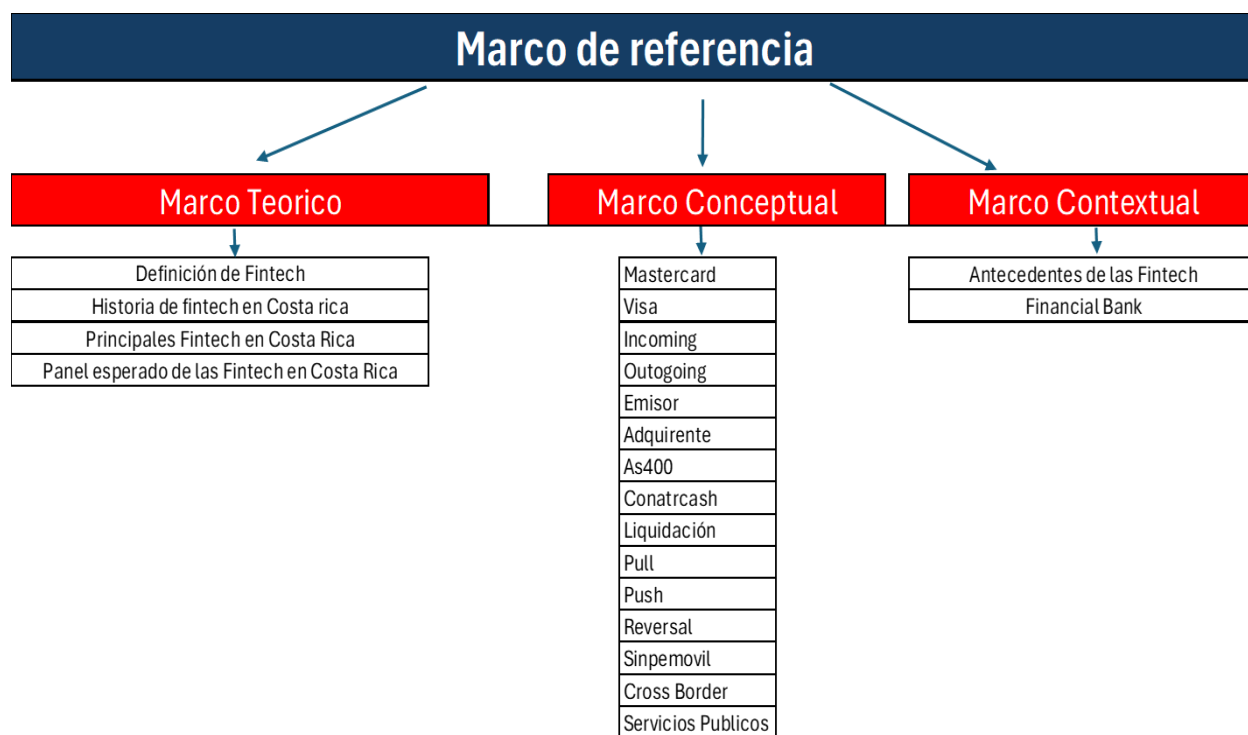 Marco de referencia
Marco Teorico
Marco Conceptual
Marco Contextual
Definición de Fintech
Historia de fintech en Costa rica
Principales Fintech en Costa Rica
Panel esperado de las Fintech en Costa Rica
Mastercard
Visa
Incoming
Outogoing
Emisor
Adquirente
As400
Conatrcash
Liquidación
Pull
Push
Reversal
Sinpemovil
Cross Border
Servicios Publicos
Antecedentes de las Fintech
Financial Bank